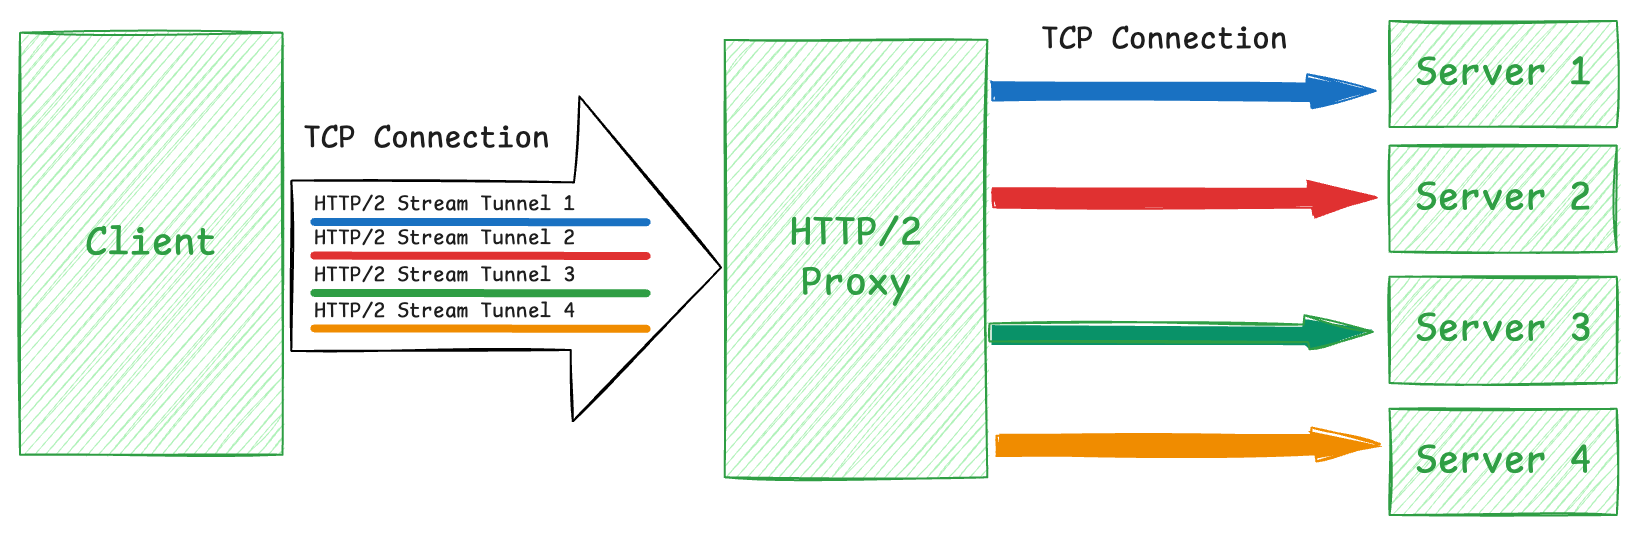 Client
TCP Connection
HTTP/2 Stream Tunnel 1
HTTP/2 Stream Tunnel 2
HTTP/2 Stream Tunnel 3
HTTP/2 Stream Tunnel 4
HTTP/2
Proxy
TCP Connection
Server 1
Server 2
Server 3
Server 4